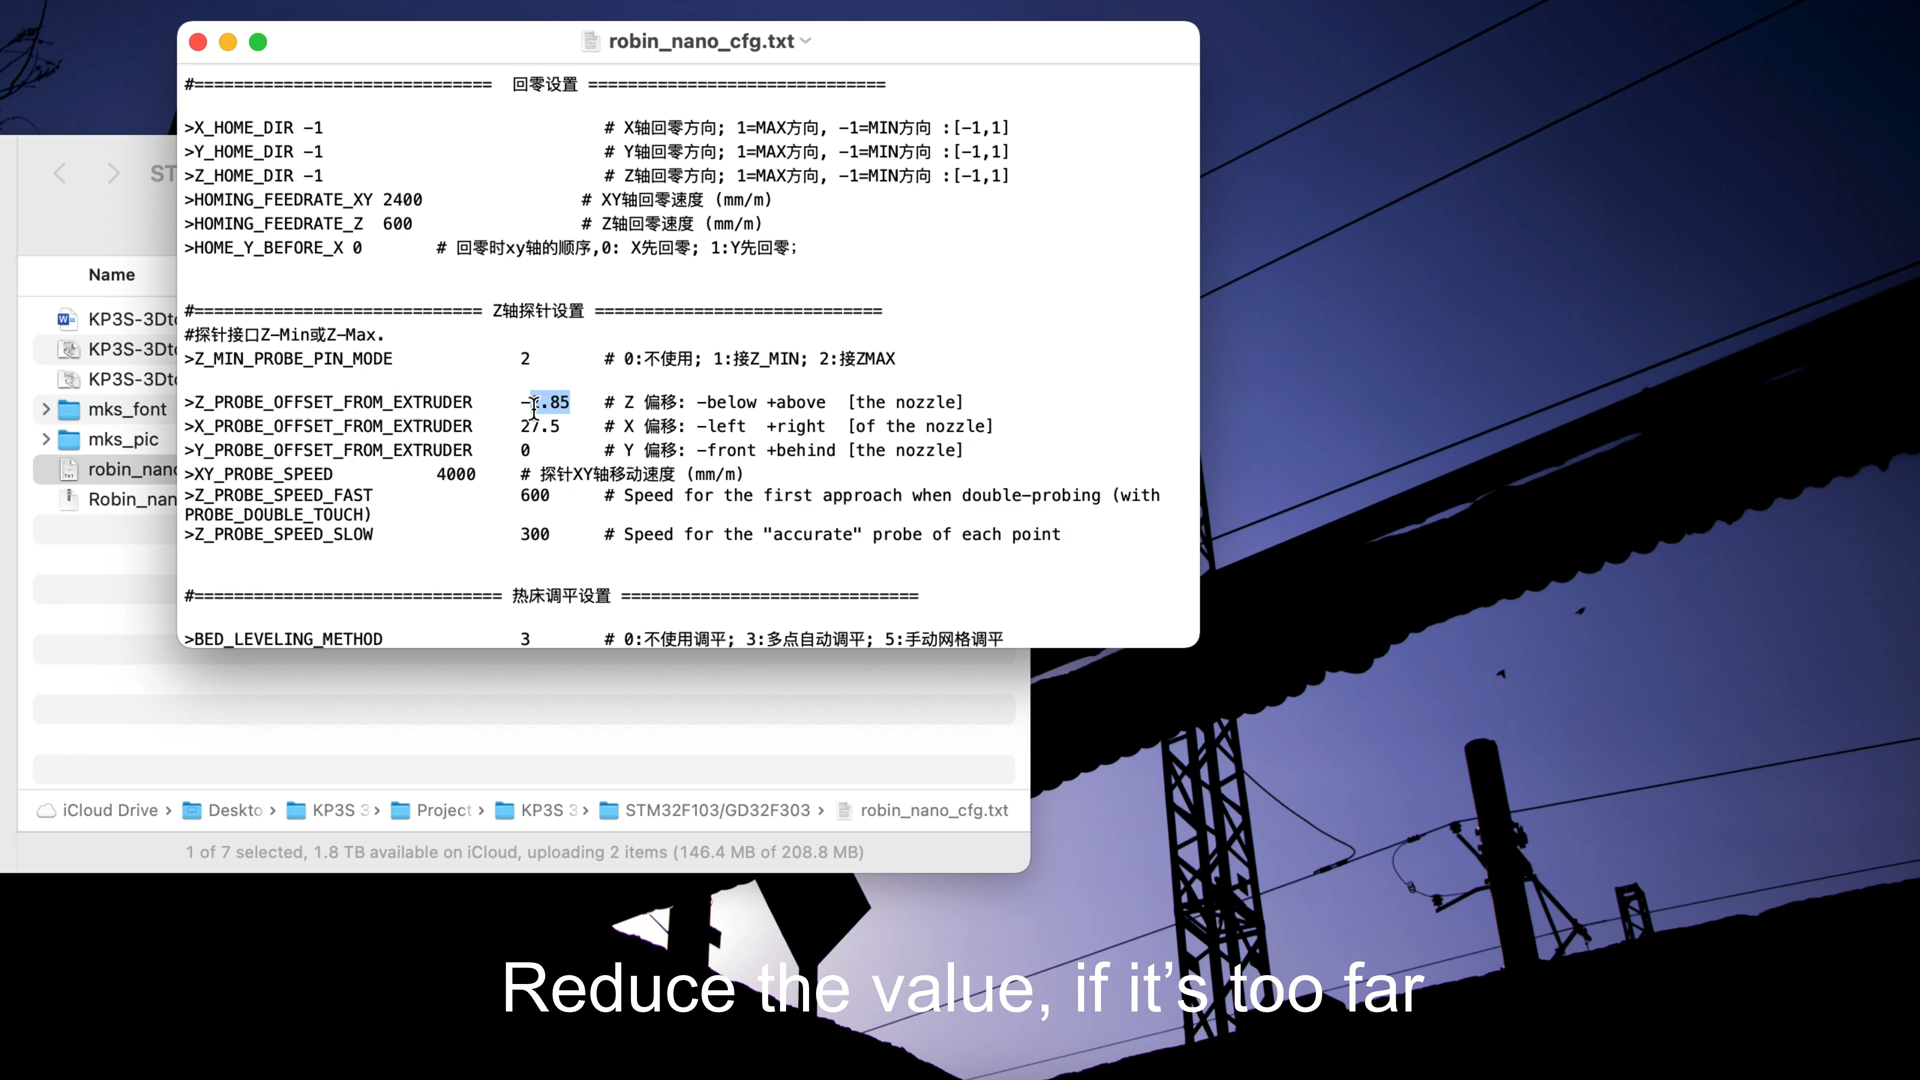 robin_nano_cfg.txt
#============================== 回零设置 ==============================
>X_HOME_DIR -1 # X轴回零方向; 1=MAX方向, -1=MIN方向 :[-1,1]
>Y_HOME_DIR -1 # Y轴回零方向; 1=MAX方向, -1=MIN方向 :[-1,1]
>Z_HOME_DIR -1 # Z轴回零方向; 1=MAX方向, -1=MIN方向 :[-1,1]
>HOMING_FEEDRATE_XY 2400 # XY轴回零速度 (mm/m)
>HOMING_FEEDRATE_Z 600 # Z轴回零速度 (mm/m)
>HOME_Y_BEFORE_X 0 # 回零时xy轴的顺序,0: X先回零; 1:Y先回零;
#============================= Z轴探针设置 =============================
#探针接口Z-Min或Z-Max.
>Z_MIN_PROBE_PIN_MODE 2 # 0:不使用; 1:接Z_MIN; 2:接ZMAX
>Z_PROBE_OFFSET_FROM_EXTRUDER .85 # Z 偏移: -below +above [the nozzle]
>X_PROBE_OFFSET_FROM_EXTRUDER 27.5 # X 偏移: -left +right [of the nozzle]
>Y_PROBE_OFFSET_FROM_EXTRUDER 0 # Y 偏移: -front +behind [the nozzle]
>XY_PROBE_SPEED 4000 # 探针XY轴移动速度 (mm/m)
>Z_PROBE_SPEED_FAST 600 # Speed for the first approach when double-probing (with
PROBE_DOUBLE_TOUCH)
>Z_PROBE_SPEED_SLOW 300 # Speed for the "accurate" probe of each point
#=============================== 热床调平设置 ==============================
>BED_LEVELING_METHOD 3 # 0:不使用调平; 3:多点自动调平; 5:手动网格调平
ST
Name
KP3S-3Dto
KP3S-3Dto
KP3S-3Dto
mks_font
mks_pic
robin_nano
Robin_nan
iCloud Drive › Deskto › KP3S 3 › Project › KP3S 3 › STM32F103/GD32F303 › robin_nano_cfg.txt
1 of 7 selected, 1.8 TB available on iCloud, uploading 2 items (146.4 MB of 208.8 MB)
Reduce the value, if it's too far